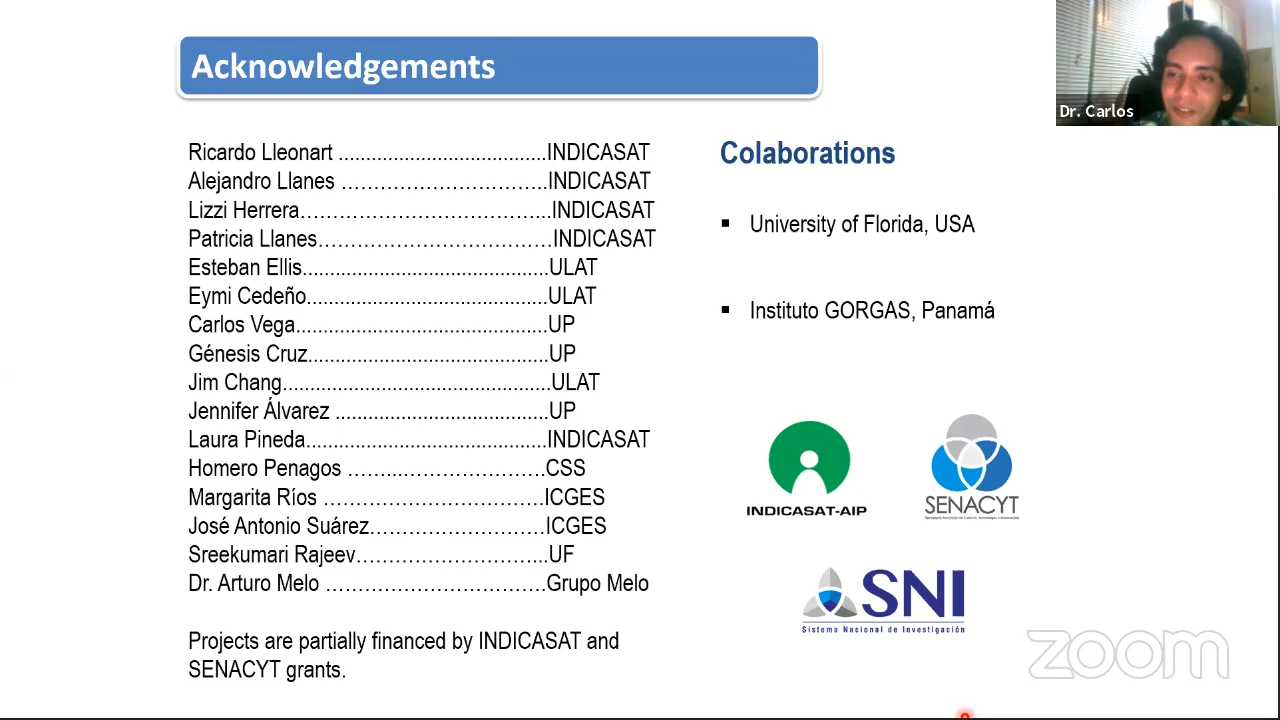 Acknowledgements
Dr. Carlos
Ricardo Lleonart ......................................INDICASAT
Alejandro Llanes ………………………………..INDICASAT
Lizzi Herrera……………………………………...INDICASAT
Patricia Llanes……………………………………INDICASAT
Esteban Ellis.............................................ULAT
Eymi Cedeño............................................ULAT
Carlos Vega..............................................UP
Génesis Cruz............................................UP
Jim Chang.................................................ULAT
Jennifer Álvarez .......................................UP
Laura Pineda............................................INDICASAT
Homero Penagos ……...…………………….CSS
Margarita Ríos ………………………………….ICGES
José Antonio Suárez………………………….ICGES
Sreekumari Rajeev…………………………...UF
Dr. Arturo Melo ………………………………….Grupo Melo
Projects are partially financed by INDICASAT and
SENACYT grants.
Colaborations
▪ University of Florida, USA
▪ Instituto GORGAS, Panamá
INDICASAT-AIP
SENACYT
SNI
Sistema Nacional de Investigación
zoom